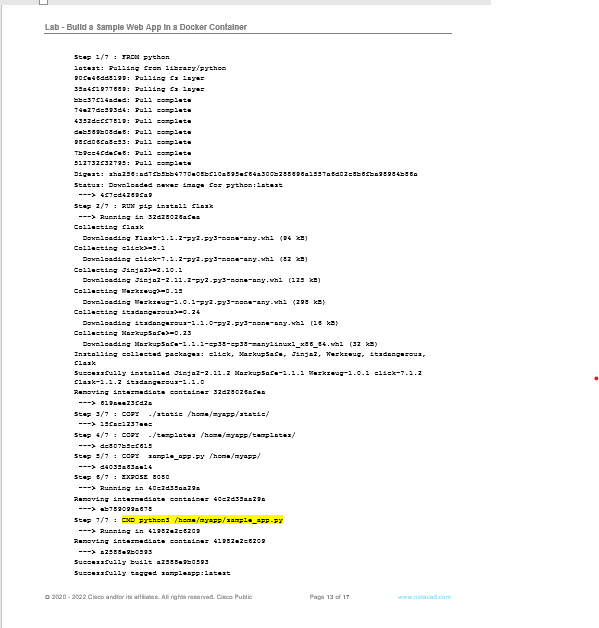 Lab - Build a Sample Web App in a Docker Container
Step 1/7 : FROM python
latest: Pulling from library/python
90fe46dd8199: Pulling fs layer
35a4f1977689: Pulling fs layer
bbc37f14aded: Pull complete
74e27dc593d4: Pull complete
4352dcff7819: Pull complete
deb569b08de6: Pull complete
98fd06fa8c53: Pull complete
7b9cc4fdefe6: Pull complete
512732f32795: Pull complete
Digest:
Status: Downloaded newer image for python:latest
---> 4f7cd4269fa9
Step 2/7 : RUN pip install flask
---> Running in 32d28026afea
Collecting flask
Downloading Flask-1.1.2-py2.py3-none-any.whl (94 kB)
Collecting click>=5.1
Downloading click-7.1.2-py2.py3-none-any.whl (82 kB)
Collecting Jinja2>=2.10.1
Downloading Jinja2-2.11.2-py2.py3-none-any.whl (125 kB)
Collecting Werkzeug>=0.15
Downloading Werkzeug-1.0.1-py2.py3-none-any.whl (298 kB)
Collecting itsdangerous>=0.24
Downloading itsdangerous-1.1.0-py2.py3-none-any.whl (16 kB)
Collecting MarkupSafe>=0.23
Downloading MarkupSafe-1.1.1-cp38-cp38-manylinux1_x86_64.whl (32 kB)
Installing collected packages: click, MarkupSafe, Jinja2, Werkzeug, itsdangerous,
flask
Successfully installed Jinja2-2.11.2 MarkupSafe-1.1.1 Werkzeug-1.0.1 click-7.1.2
flask-1.1.2 itsdangerous-1.1.0
Removing intermediate container 32d28026afea
---> 619aee23fd2a
Step 3/7 : COPY ./static /home/myapp/static/
---> 15fac1237eec
Step 4/7 : COPY ./templates /home/myapp/templates/
---> dc807b5cf615
Step 5/7 : COPY sample_app.py /home/myapp/
---> d4035a63ae14
Step 6/7 : EXPOSE 8080
---> Running in 40c2d35aa29a
Removing intermediate container 40c2d35aa29a
---> eb789099a678
Step 7/7 : CMD python3 /home/myapp/sample_app.py
---> Running in 41982e2c6209
Removing intermediate container 41982e2c6209
---> a2588e9b0593
Successfully built a2588e9b0593
Successfully tagged sampleapp:latest
© 2020 - 2022 Cisco and/or its affiliates. All rights reserved. Cisco Public Page 13 of 17 www.netacad.com